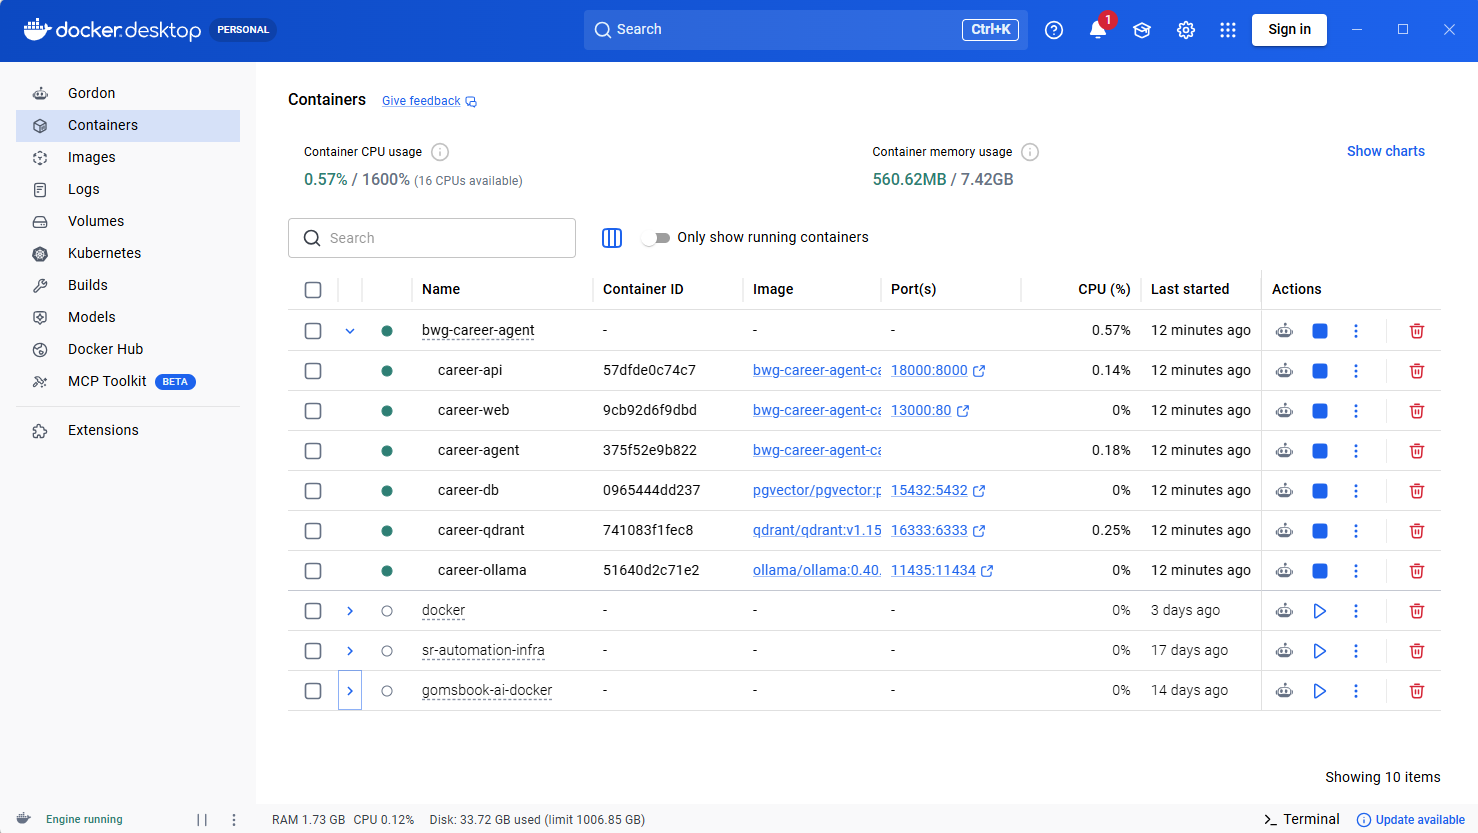 docker.desktop PERSONAL
Search Ctrl+K
1
Sign in
Gordon
Containers
Images
Logs
Volumes
Kubernetes
Builds
Models
Docker Hub
MCP Toolkit BETA
Extensions
Containers Give feedback
Container CPU usage
0.57% / 1600% (16 CPUs available)
Container memory usage
560.62MB / 7.42GB
Show charts
Search
Only show running containers
Name Container ID Image Port(s) CPU (%) Last started Actions
bwg-career-agent - - - 0.57% 12 minutes ago
career-api 57dfde0c74c7 bwg-career-agent-ca 18000:8000 0.14% 12 minutes ago
career-web 9cb92d6f9dbd bwg-career-agent-ca 13000:80 0% 12 minutes ago
career-agent 375f52e9b822 bwg-career-agent-ca 0.18% 12 minutes ago
career-db 0965444dd237 pgvector/pgvector:p 15432:5432 0% 12 minutes ago
career-qdrant 741083f1fec8 qdrant/qdrant:v1.15 16333:6333 0.25% 12 minutes ago
career-ollama 51640d2c71e2 ollama/ollama:0.40. 11435:11434 0% 12 minutes ago
docker - - - 0% 3 days ago
sr-automation-infra - - - 0% 17 days ago
gomsbook-ai-docker - - - 0% 14 days ago
Showing 10 items
Engine running
RAM 1.73 GB CPU 0.12% Disk: 33.72 GB used (limit 1006.85 GB)
Terminal
Update available